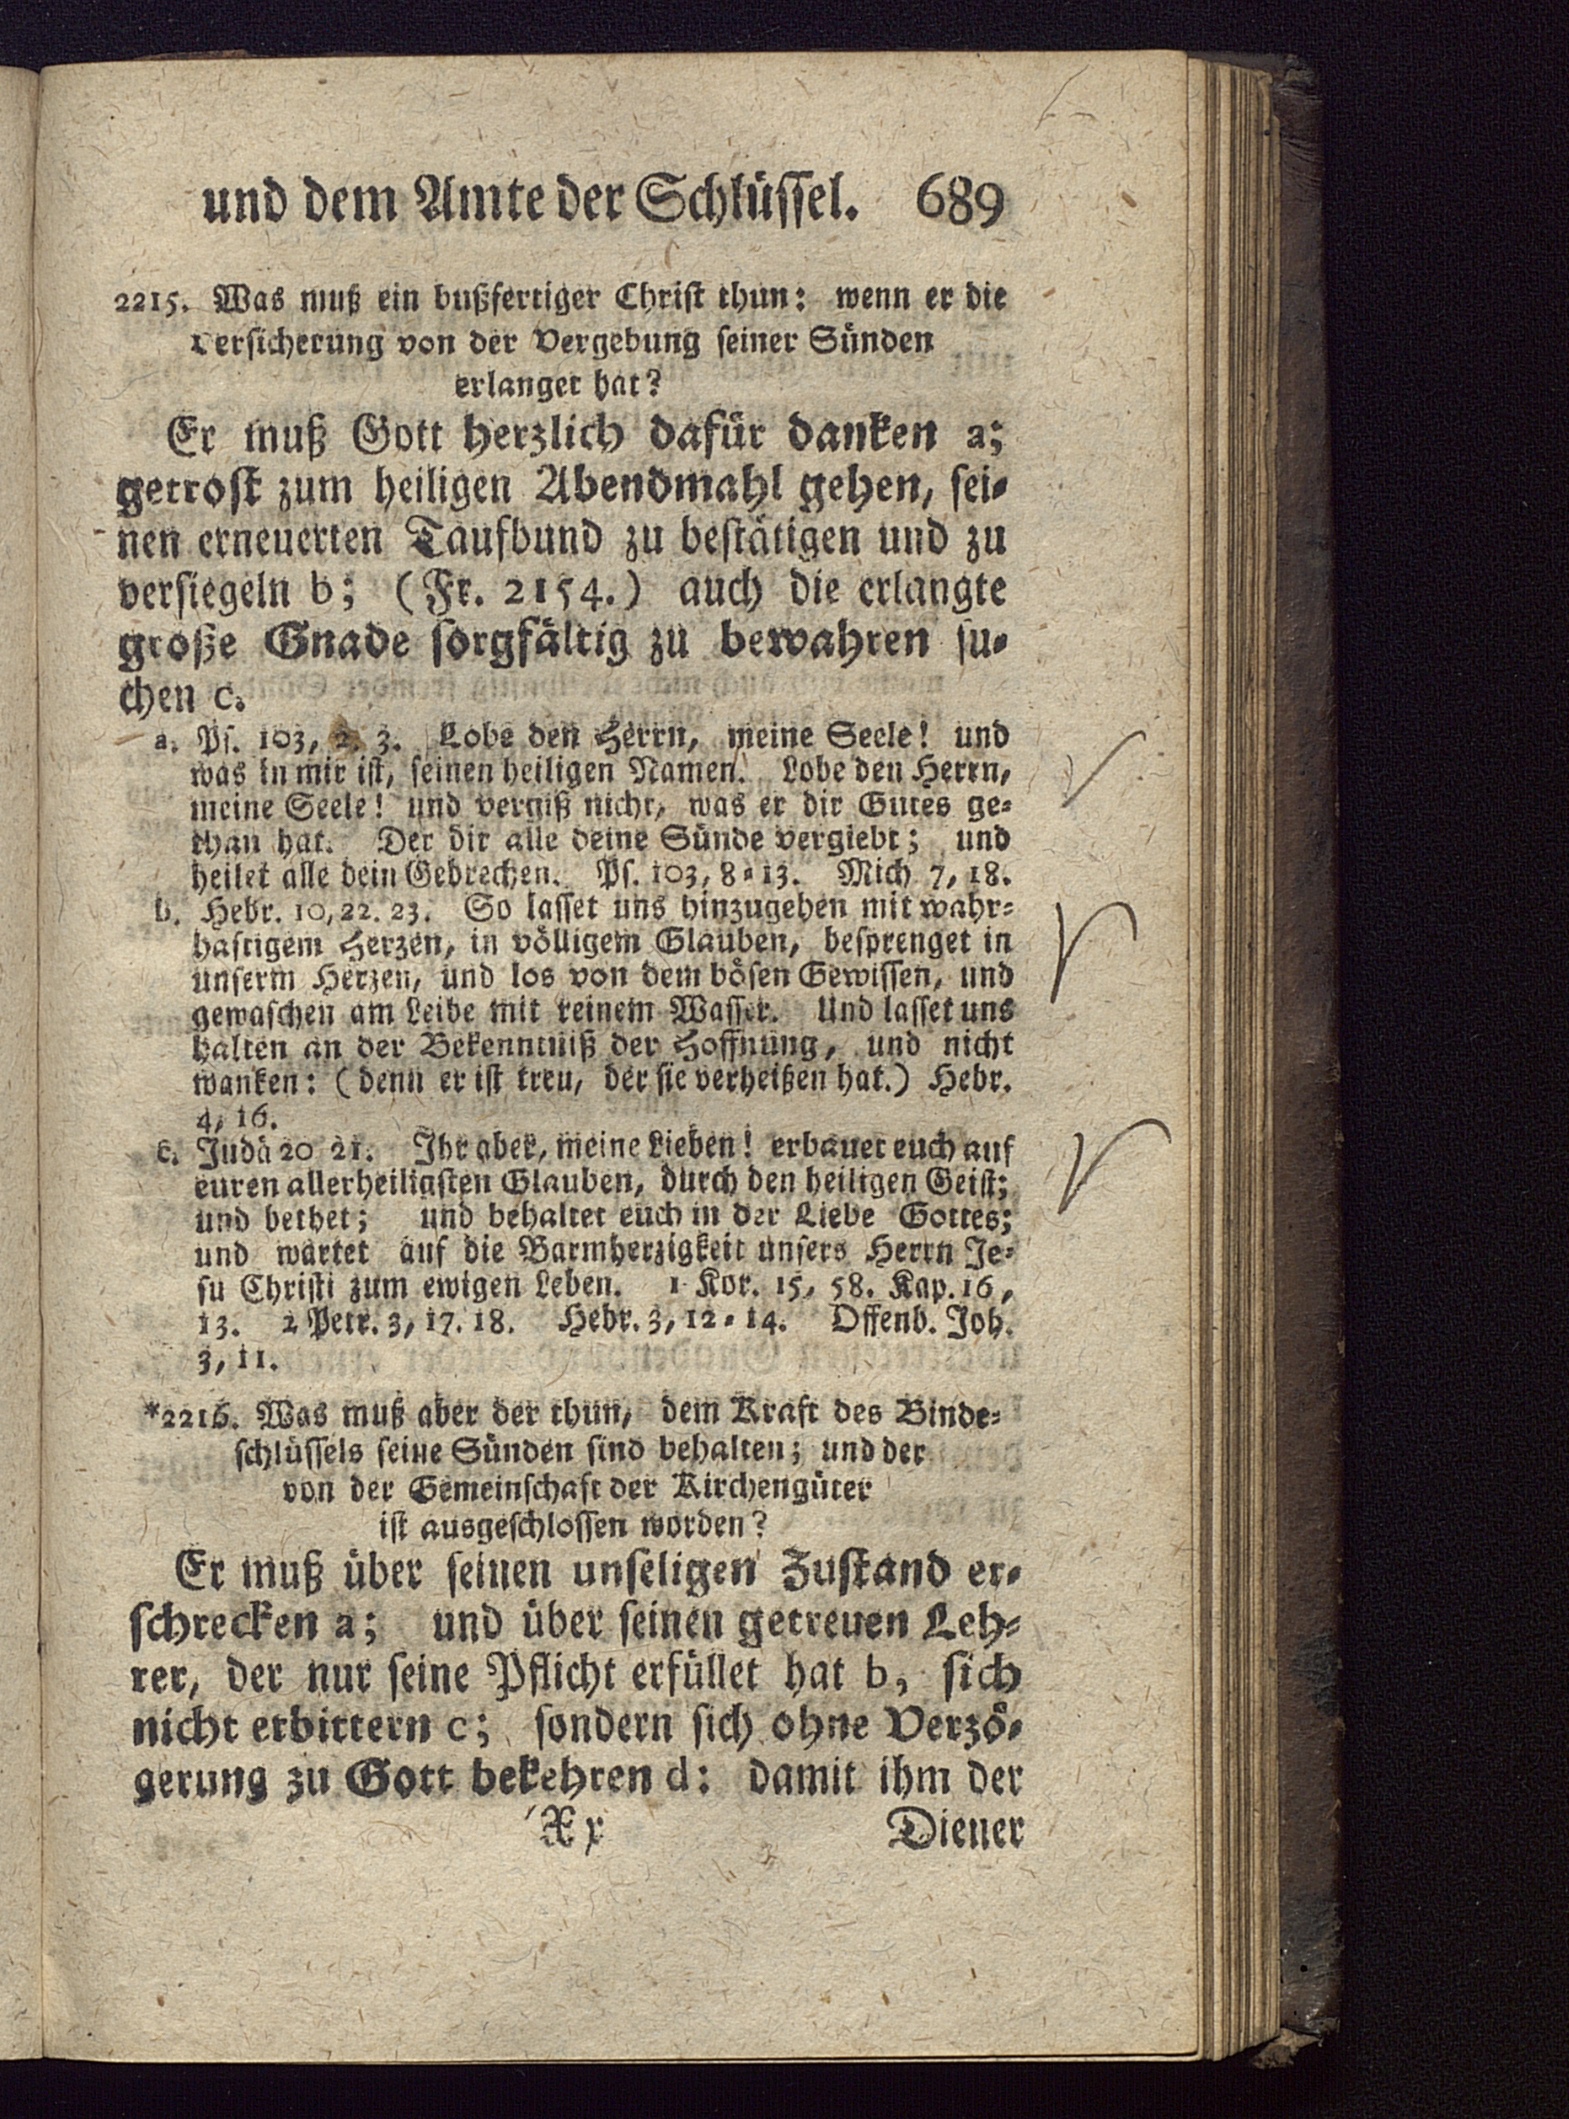 und dem Amte der Schlüssel. 689
2215. Was muß ein bußfertiger Christ thun: wenn er die
Versicherung von der Vergebung seiner Sünden
erlanget hat?
Er muß Gott herzlich dafür danken a;
getrost zum heiligen Abendmahl gehen, sei-
nen erneuerten Taufbund zu bestätigen und zu
versiegeln b; (Fr. 2154.) auch die erlangte
große Gnade sorgfältig zu bewahren su-
chen c.
a. Ps. 103, 2. 3. Lobe den Herrn, meine Seele! und
was in mir ist, seinen heiligen Namen. Lobe den Herrn,
meine Seele! und vergiß nicht, was er dir Gutes ge-
than hat. Der dir alle deine Sünde vergiebt; und
heilet alle dein Gebrechen. Ps. 103, 8-13. Mich 7, 18.
b. Hebr. 10, 22. 23. So lasset uns hinzugehen mit wahr-
haftigem Herzen, in völligem Glauben, besprenget in
unserm Herzen, und los von dem bösen Gewissen, und
gewaschen am Leibe mit reinem Wasser. Und lasset uns
halten an der Bekenntniß der Hoffnung, und nicht
wanken: (denn er ist treu, der sie verheißen hat.) Hebr.
4, 16.
c. Judä 20 21. Ihr aber, meine Lieben! erbauet euch auf
euren allerheiligsten Glauben, durch den heiligen Geist;
und bethet; und behaltet euch in der Liebe Gottes;
und wartet auf die Barmherzigkeit unsers Herrn Je-
su Christi zum ewigen Leben. 1 Kor. 15, 58. Kap. 16,
13. 2 Petr. 3, 17. 18. Hebr. 3, 12-14. Offenb. Joh.
3, 11.
*2216. Was muß aber der thun, dem Kraft des Binde-
schlüssels seine Sünden sind behalten; und der
von der Gemeinschaft der Kirchengüter
ist ausgeschlossen worden?
Er muß über seinen unseligen Zustand er-
schrecken a; und über seinen getreuen Leh-
rer, der nur seine Pflicht erfüllet hat b, sich
nicht erbittern c; sondern sich ohne Verzö-
gerung zu Gott bekehren d: damit ihm der
Xx Diener